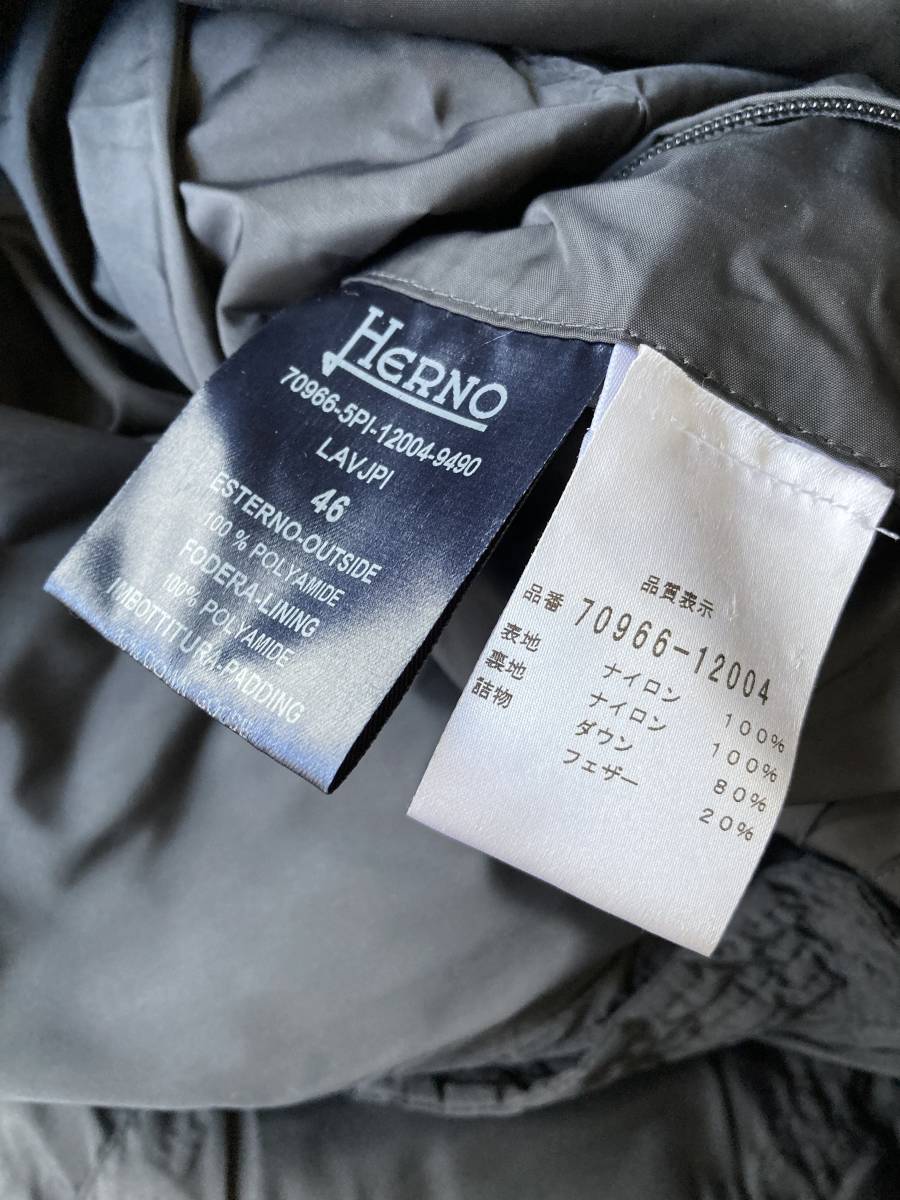 HERNO
70966-5PI-12004-9490
LAVJPI
46
ESTERNO-OUTSIDE
100 % POLYAMIDE
FODERA-LINING
100% POLYAMIDE
IMBOTTITURA-PADDING
品質表示
品番 70966-12004
表地 ナイロン 100%
裏地 ナイロン 100%
詰物 ダウン 80%
フェザー 20%